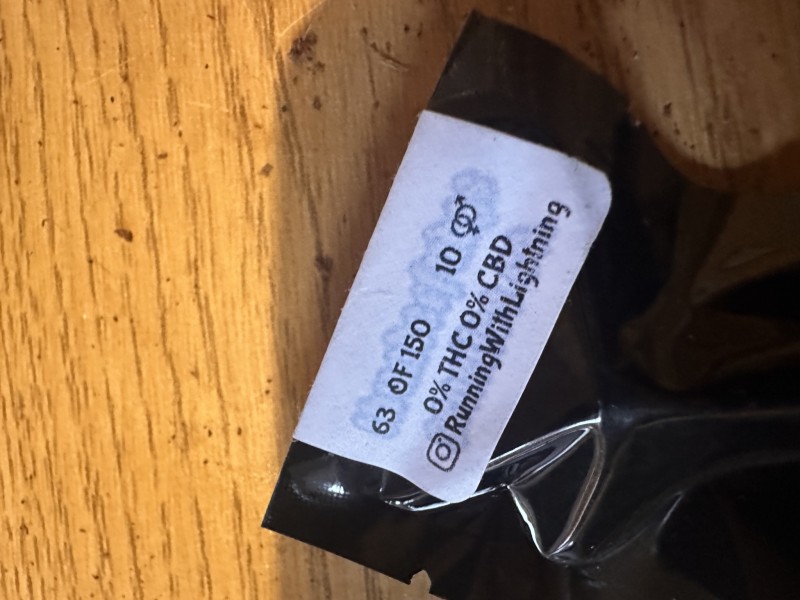 63 OF 150 10 ⚤
0% THC 0% CBD
RunningWithLightning